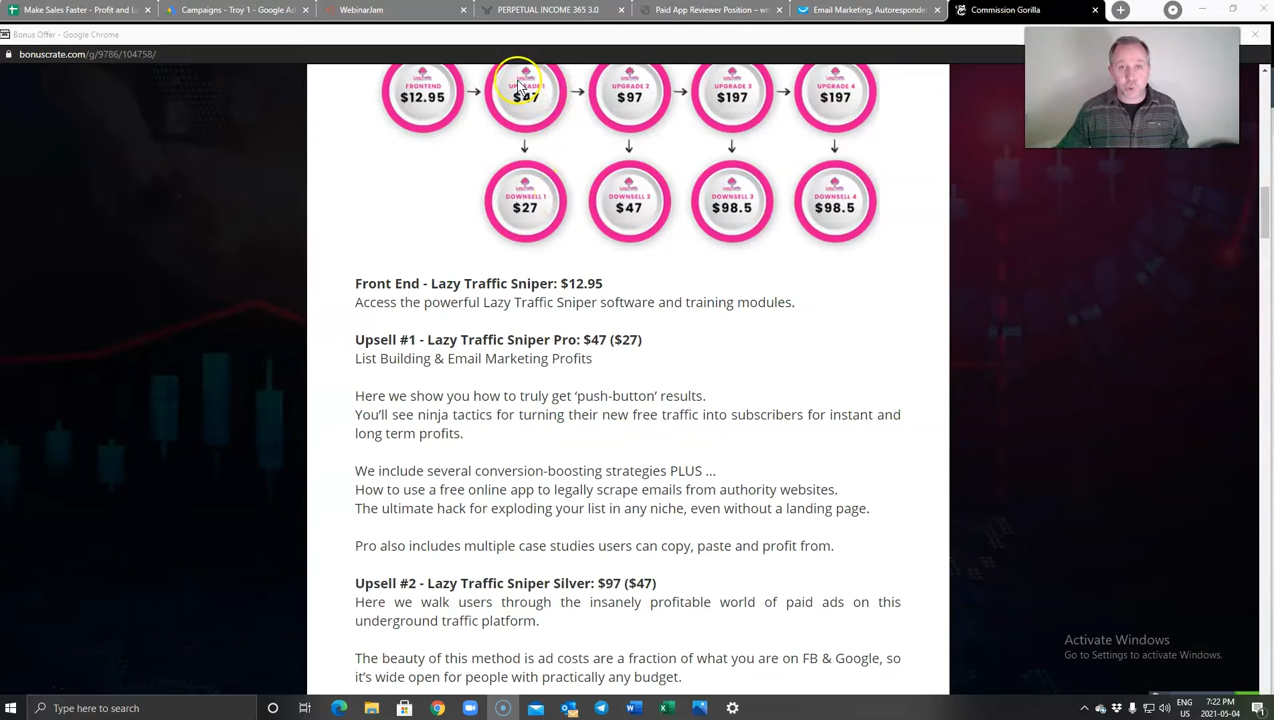 Make Sales Faster - Profit and L
Campaigns - Troy 1 - Google Ad
WebinarJam
PERPETUAL INCOME 365 3.0
Paid App Reviewer Position – w
Email Marketing, Autoresponder
Commission Gorilla
Bonus Offer - Google Chrome
bonuscrate.com/g/9786/104758/
FRONTEND
$12.95
UPGRADE 1
$47
UPGRADE 2
$97
UPGRADE 3
$197
UPGRADE 4
$197
DOWNSELL 1
$27
DOWNSELL 2
$47
DOWNSELL 3
$98.5
DOWNSELL 4
$98.5
Front End - Lazy Traffic Sniper: $12.95
Access the powerful Lazy Traffic Sniper software and training modules.
Upsell #1 - Lazy Traffic Sniper Pro: $47 ($27)
List Building & Email Marketing Profits
Here we show you how to truly get ‘push-button’ results.
You’ll see ninja tactics for turning their new free traffic into subscribers for instant and
long term profits.
We include several conversion-boosting strategies PLUS ...
How to use a free online app to legally scrape emails from authority websites.
The ultimate hack for exploding your list in any niche, even without a landing page.
Pro also includes multiple case studies users can copy, paste and profit from.
Upsell #2 - Lazy Traffic Sniper Silver: $97 ($47)
Here we walk users through the insanely profitable world of paid ads on this
underground traffic platform.
The beauty of this method is ad costs are a fraction of what you are on FB & Google, so
it’s wide open for people with practically any budget.
Activate Windows
Go to Settings to activate Windows.
Type here to search
ENG
US
7:22 PM
2021-05-04